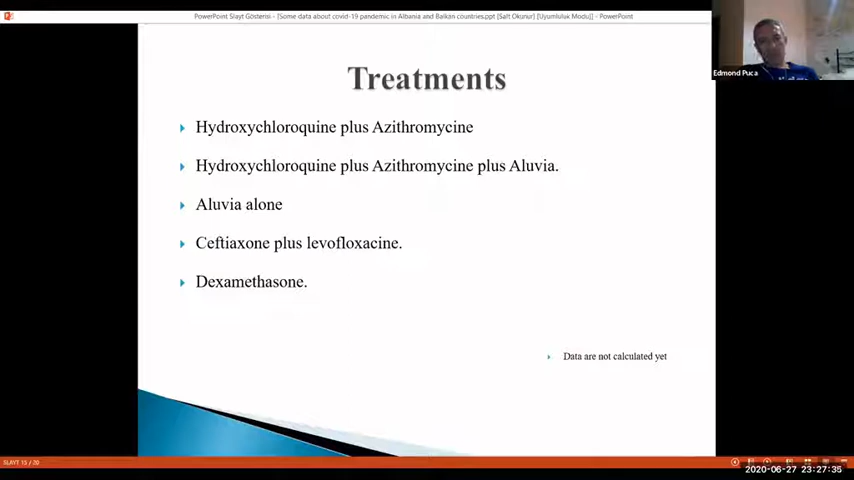 PowerPoint Slayt Gösterisi - [Some data about covid-19 pandemic in Albania and Balkan countries.ppt [Salt Okunur] [Uyumluluk Modu]] - PowerPoint
Edmond Puca
Treatments
Hydroxychloroquine plus Azithromycine
Hydroxychloroquine plus Azithromycine plus Aluvia.
Aluvia alone
Ceftiaxone plus levofloxacine.
Dexamethasone.
Data are not calculated yet
SLAYT 15 / 20
2020-06-27 23:27:35